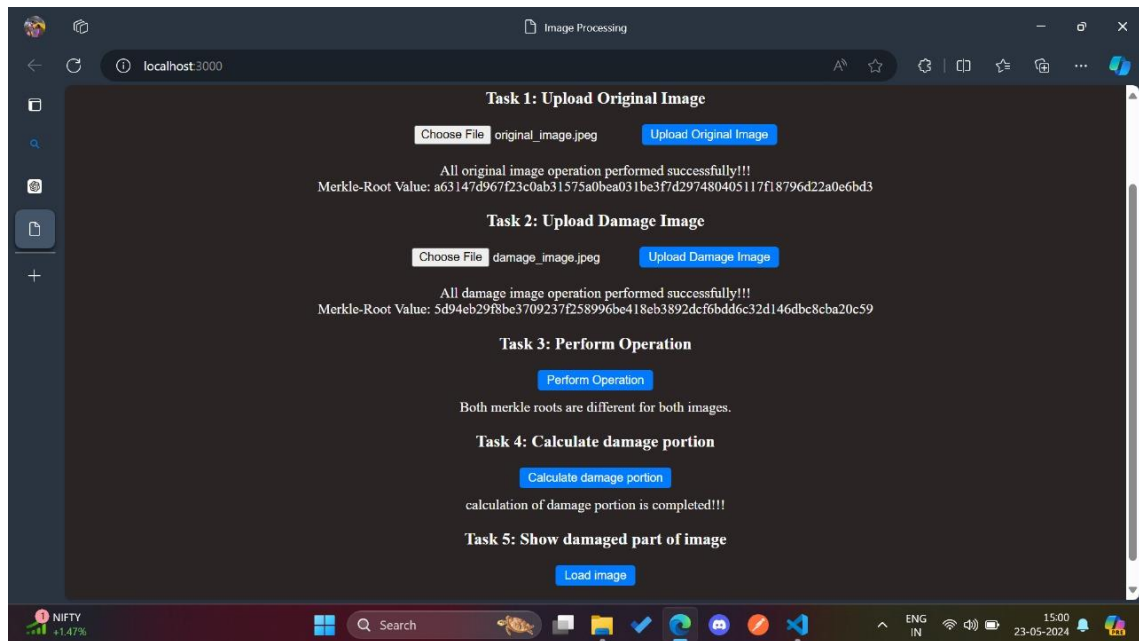 Image Processing
localhost:3000
Task 1: Upload Original Image
Choose File original_image.jpeg Upload Original Image
All original image operation performed successfully!!!
Merkle-Root Value: a63147d967f23c0ab31575a0bea031be3f7d297480405117f18796d22a0e6bd3
Task 2: Upload Damage Image
Choose File damage_image.jpeg Upload Damage Image
All damage image operation performed successfully!!!
Merkle-Root Value: 5d94eb29f8be3709237f258996be418eb3892dcf6bdd6c32d146dbc8cba20c59
Task 3: Perform Operation
Perform Operation
Both merkle roots are different for both images.
Task 4: Calculate damage portion
Calculate damage portion
calculation of damage portion is completed!!!
Task 5: Show damaged part of image
Load image
1 NIFTY
+1.47%
Search
ENG
IN
15:00
23-05-2024
PRE